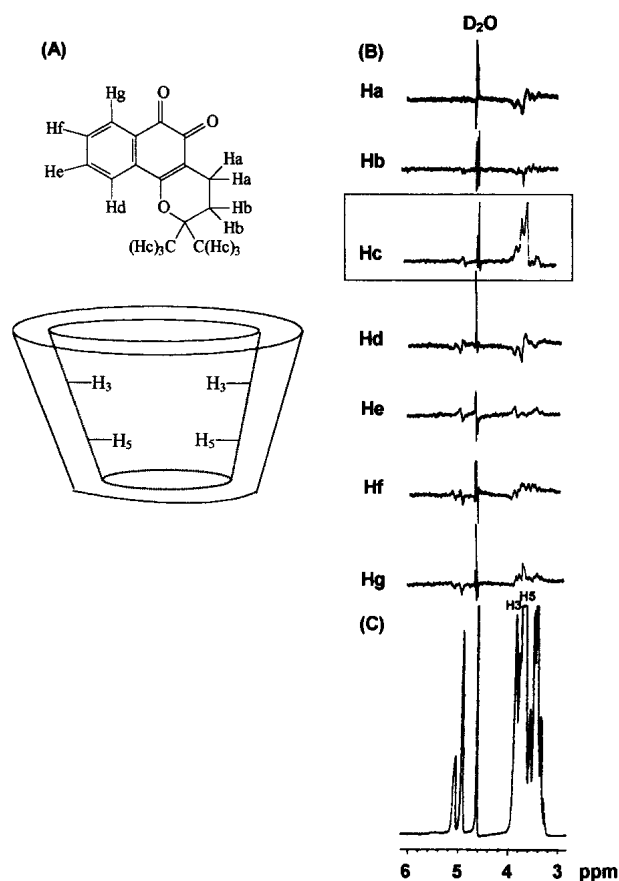 (A)
Hg
O
O
Hf
Ha
Ha
He
Hb
O
Hd
Hb
(Hc)₃C
C(Hc)₃
H₃
H₃
H₅
H₅
D₂O
(B)
Ha
Hb
Hc
Hd
He
Hf
Hg
H5
H3
(C)
6 5 4 3 ppm